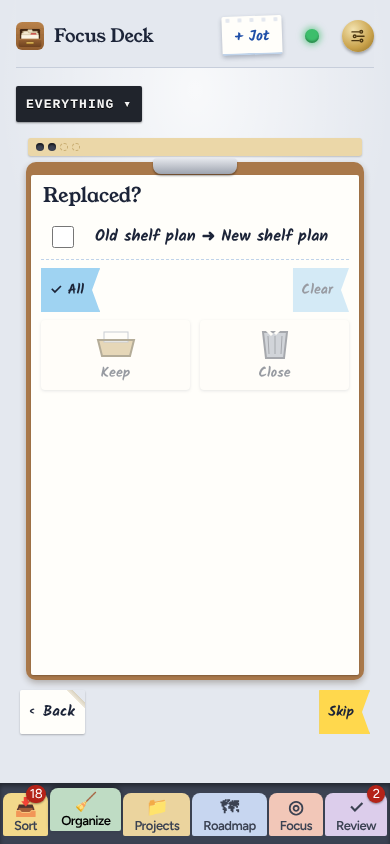 Focus Deck
+ Jot
EVERYTHING ▾
Replaced?
Old shelf plan → New shelf plan
✓ All
Clear
Keep
Close
‹ Back
Skip
18
Sort
Organize
Projects
Roadmap
Focus
2
Review